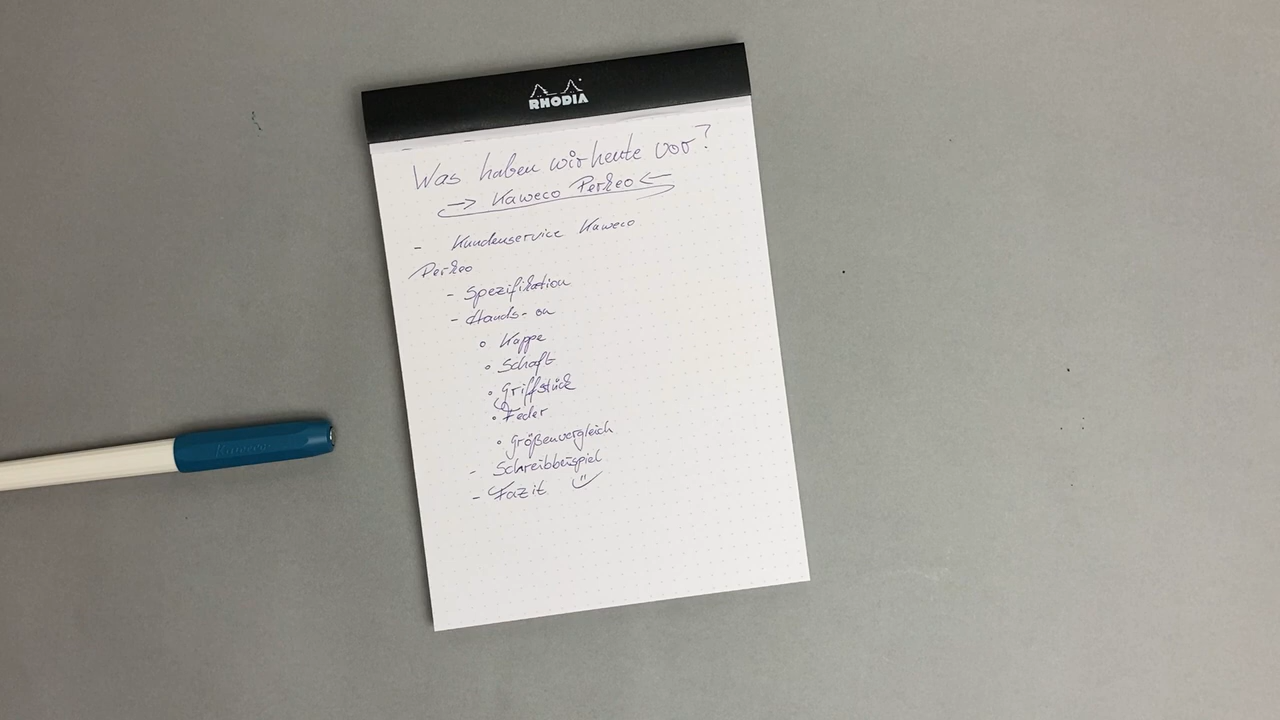 RHODIA
Was haben wir heute vor?
→ Kaweco Perkeo ←
- Kundenservice Kaweco
Perkeo
- Spezifikation
- Hands-on
° Kappe
° Schaft
° Griffstück
° Feder
° Größenvergleich
- Schreibbeispiel
- Fazit
Kaweco